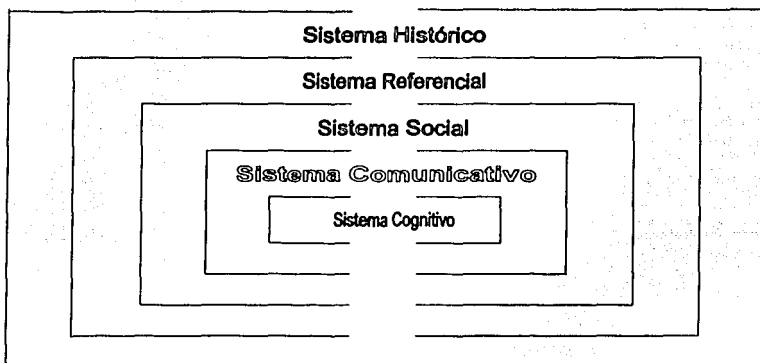 Sistema Histórico
Sistema Referencial
Sistema Social
Sistema Comunicativo
Sistema Cognitivo